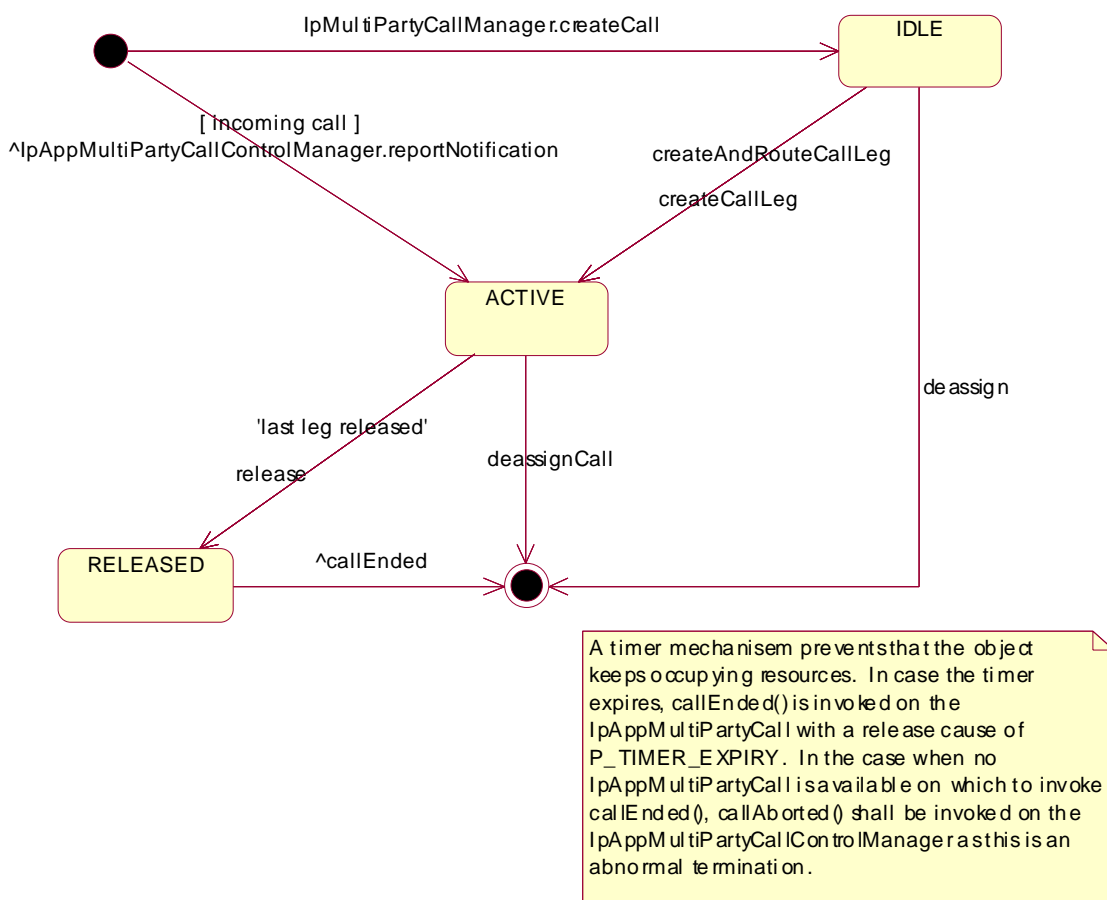 IpMultiPartyCallManager.createCall
IDLE
[ incoming call ]
^IpAppMultiPartyCallControlManager.reportNotification
createAndRouteCallLeg
createCallLeg
ACTIVE
deassign
'last leg released'
deassignCall
release
RELEASED
^callEnded
A timer mechanisem prevents that the object
keeps occupying resources. In case the timer
expires, callEnded() is invoked on the
IpAppMultiPartyCall with a release cause of
P_TIMER_EXPIRY. In the case when no
IpAppMultiPartyCall is available on which to invoke
callEnded(), callAborted() shall be invoked on the
IpAppMultiPartyCallControlManager as this is an
abnormal termination.